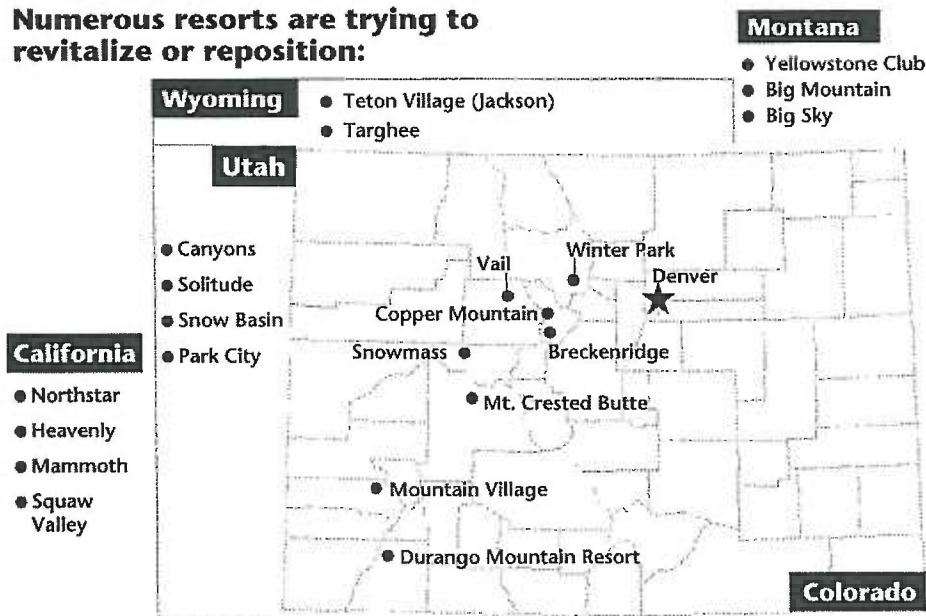 Numerous resorts are trying to
revitalize or reposition:
Montana
Yellowstone Club
Big Mountain
Big Sky
Wyoming
Teton Village (Jackson)
Targhee
Utah
Canyons
Solitude
Snow Basin
Park City
California
Northstar
Heavenly
Mammoth
Squaw
Valley
Vail
Winter Park
Denver
Copper Mountain
Breckenridge
Snowmass
Mt. Crested Butte
Mountain Village
Durango Mountain Resort
Colorado